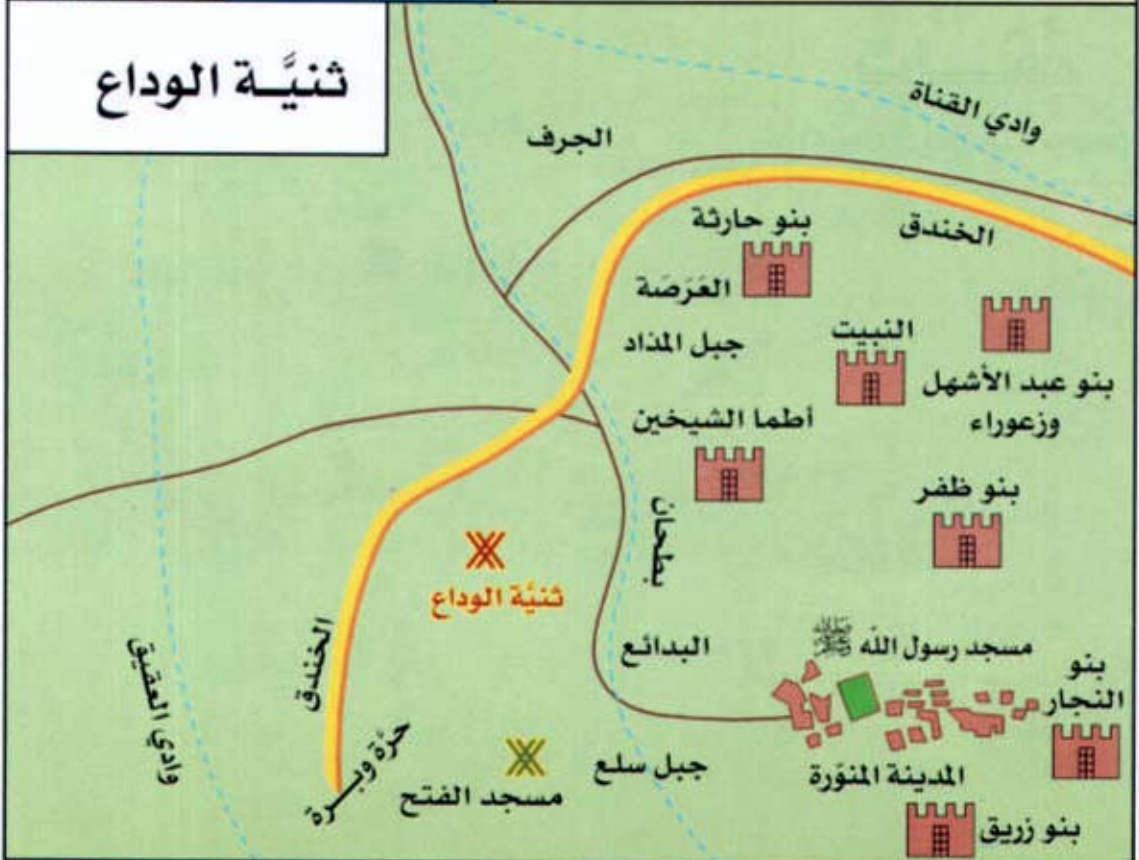 ثنيَّة الوداع
وادي القناة
الجرف
بنو حارثة
الخندق
العَرَصَة
النبيت
جبل المذاد
بنو عبد الأشهل
وزعوراء
أطما الشيخين
بنو ظفر
بطحان
ثنيَّة الوداع
الخندق
وادي العقيق
البدائع
مسجد رسول الله ﷺ
بنو
النجار
حرَّة وبـرة
جبل سلع
مسجد الفتح
المدينة المنوّرة
بنو زريق